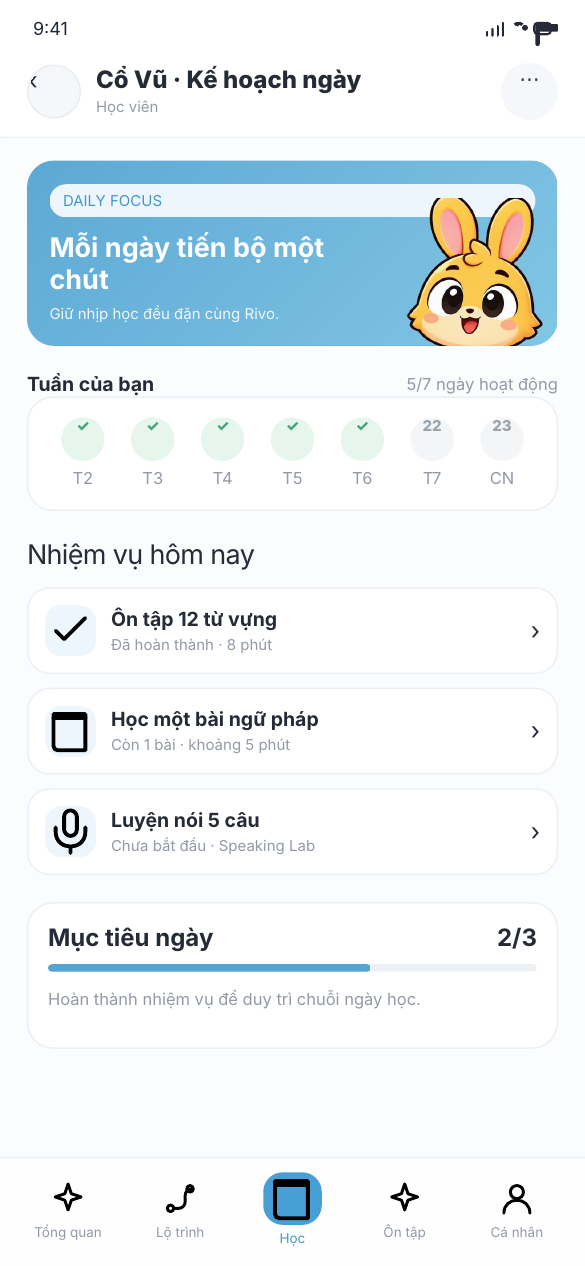 9:41
Cổ Vũ · Kế hoạch ngày
Học viên
DAILY FOCUS
Mỗi ngày tiến bộ một
chút
Giữ nhịp học đều đặn cùng Rivo.
Tuần của bạn
5/7 ngày hoạt động
22 23
T2 T3 T4 T5 T6 T7 CN
Nhiệm vụ hôm nay
Ôn tập 12 từ vựng
Đã hoàn thành · 8 phút
Học một bài ngữ pháp
Còn 1 bài · khoảng 5 phút
Luyện nói 5 câu
Chưa bắt đầu · Speaking Lab
Mục tiêu ngày 2/3
Hoàn thành nhiệm vụ để duy trì chuỗi ngày học.
Tổng quan Lộ trình Học Ôn tập Cá nhân